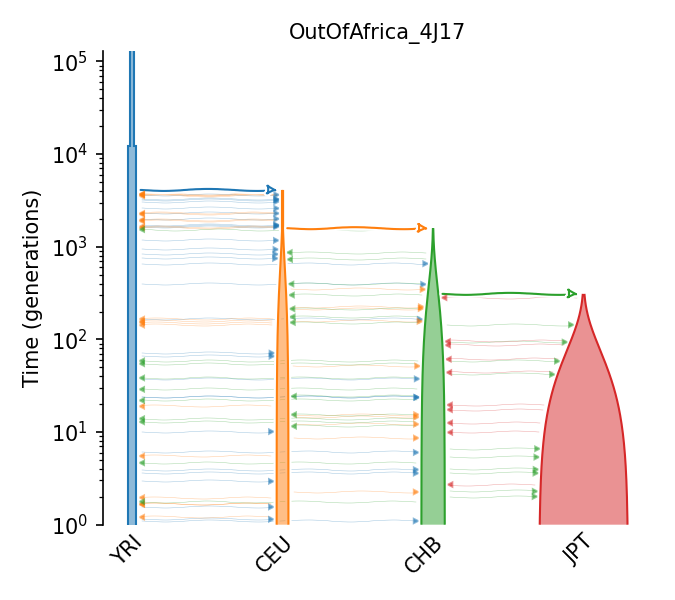 OutOfAfrica_4J17
10^5
10^4
10^3
10^2
10^1
10^0
Time (generations)
YRI
CEU
CHB
JPT